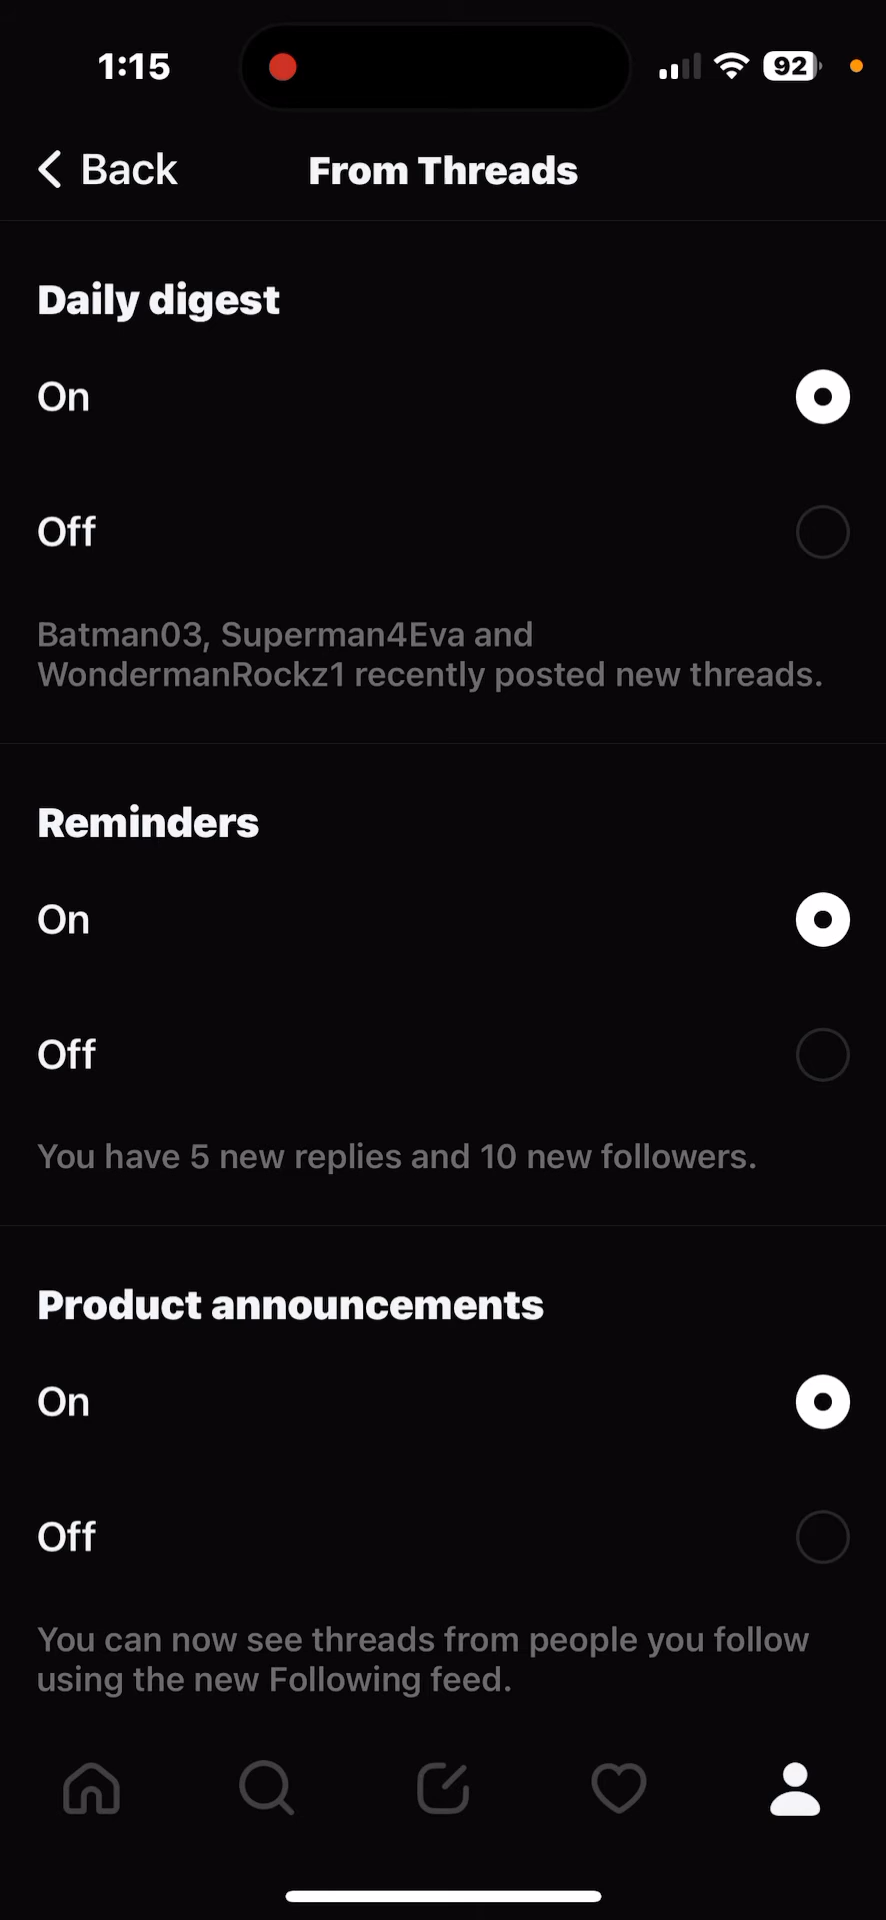 1:15
92
Back
From Threads
Daily digest
On
Off
Batman03, Superman4Eva and
WondermanRockz1 recently posted new threads.
Reminders
On
Off
You have 5 new replies and 10 new followers.
Product announcements
On
Off
You can now see threads from people you follow
using the new Following feed.